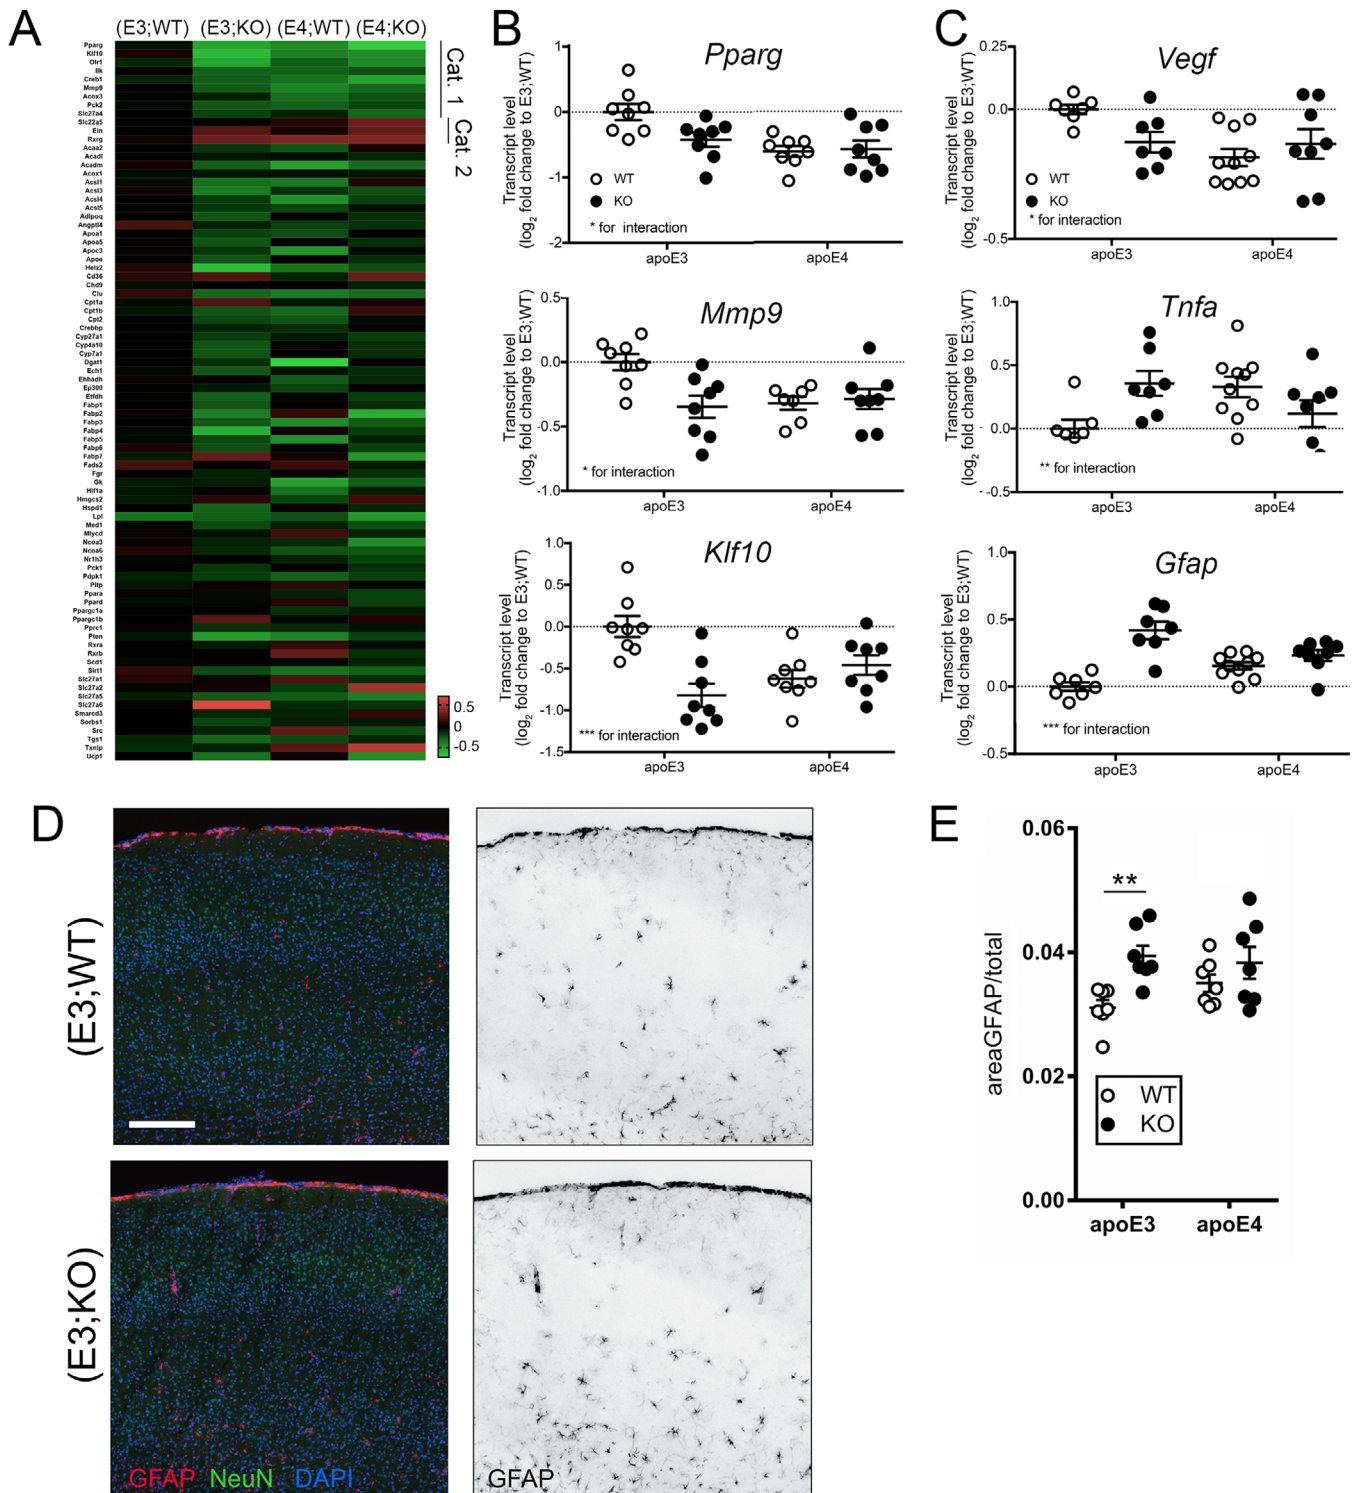 A
(E3;WT) (E3;KO) (E4;WT) (E4;KO)
Pparg
Klf10
Olr1
Ilk
Creb1
Mmp9
Acox3
Pck2
Slc27a4
Slc22a5
Eln
Rxrg
Acaa2
Acadl
Acadm
Acox1
Acsl1
Acsl3
Acsl4
Acsl5
Adipoq
Angptl4
Apoa1
Apoa5
Apoc3
Apoe
Helz2
Cd36
Chd9
Clu
Cpt1a
Cpt1b
Cpt2
Crebbp
Cyp27a1
Cyp4a10
Cyp7a1
Dgat1
Ech1
Ehhadh
Ep300
Etfdh
Fabp1
Fabp2
Fabp3
Fabp4
Fabp5
Fabp6
Fabp7
Fads2
Fgr
Gk
Hif1a
Hmgcs2
Hspd1
Lpl
Med1
Mlycd
Ncoa3
Ncoa6
Nr1h3
Pck1
Pdpk1
Pltp
Ppara
Ppard
Ppargc1a
Ppargc1b
Pprc1
Pten
Rxra
Rxrb
Scd1
Sirt1
Slc27a1
Slc27a2
Slc27a5
Slc27a6
Smarcd3
Sorbs1
Src
Tgs1
Txnip
Ucp1
Cat. 1
Cat. 2
0.5
0
-0.5
B
Pparg
Transcript level
(log2 fold change to E3;WT)
1
0
-1
-2
WT
KO
* for interaction
apoE3 apoE4
Mmp9
Transcript level
(log2 fold change to E3;WT)
0.5
0.0
-0.5
-1.0
* for interaction
apoE3 apoE4
Klf10
Transcript level
(log2 fold change to E3;WT)
1.0
0.5
0.0
-0.5
-1.0
-1.5
*** for interaction
apoE3 apoE4
C
Vegf
Transcript level
(log2 fold change to E3;WT)
0.25
0.0
-0.5
WT
KO
* for interaction
apoE3 apoE4
Tnfa
Transcript level
(log2 fold change to E3;WT)
1.0
0.5
0.0
-0.5
** for interaction
apoE3 apoE4
Gfap
Transcript level
(log2 fold change to E3;WT)
1.0
0.5
0.0
-0.5
*** for interaction
apoE3 apoE4
D
(E3;WT)
(E3;KO)
GFAP NeuN DAPI
GFAP
E
areaGFAP/total
0.06
0.04
0.02
0.00
**
WT
KO
apoE3 apoE4